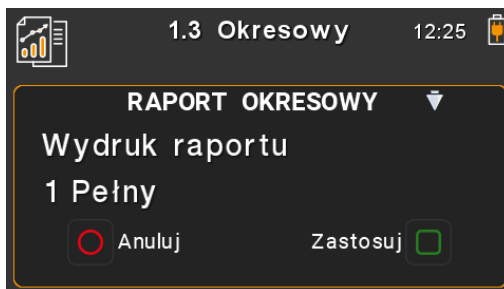 1.3 Okresowy 12:25
RAPORT OKRESOWY
Wydruk raportu
1 Pełny
Anuluj Zastosuj